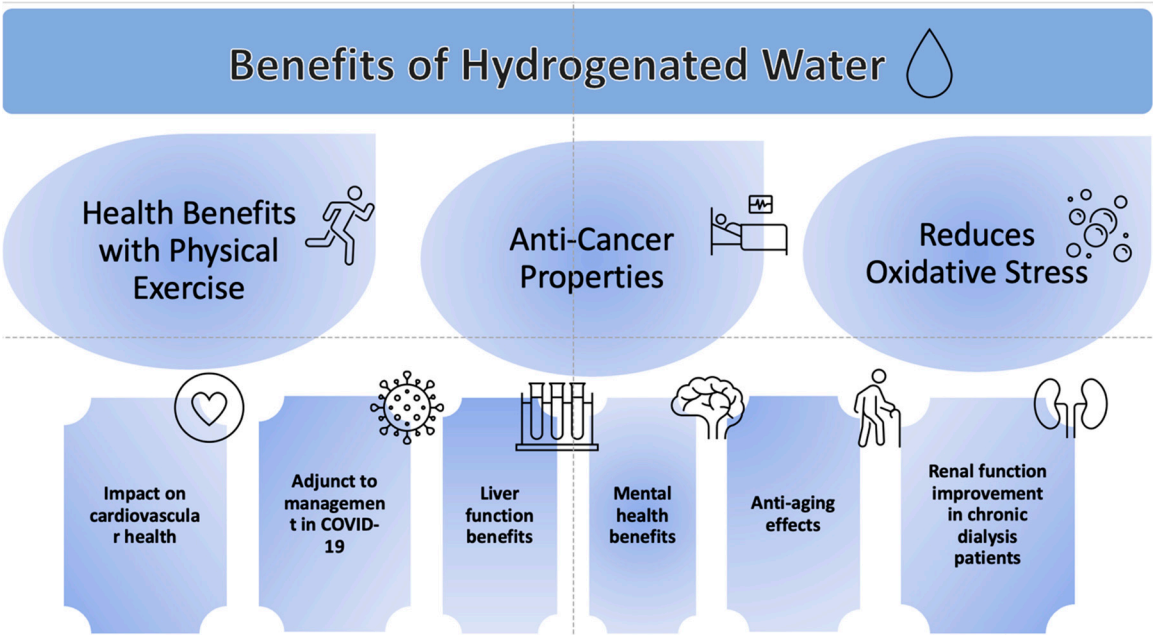 Benefits of Hydrogenated Water
Health Benefits
with Physical
Exercise
Anti-Cancer
Properties
Reduces
Oxidative Stress
Impact on
cardiovascula
r health
Adjunct to
managemen
t in COVID-
19
Liver
function
benefits
Mental
health
benefits
Anti-aging
effects
Renal function
improvement
in chronic
dialysis
patients